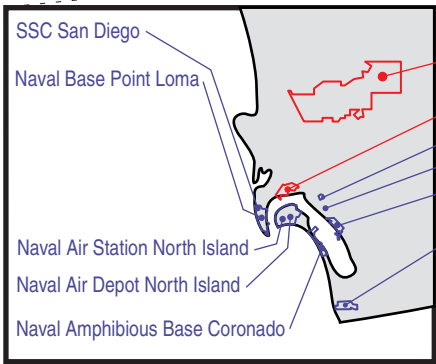 SSC San Diego
Naval Base Point Loma
Naval Air Station North Island
Naval Air Depot North Island
Naval Amphibious Base Coronado